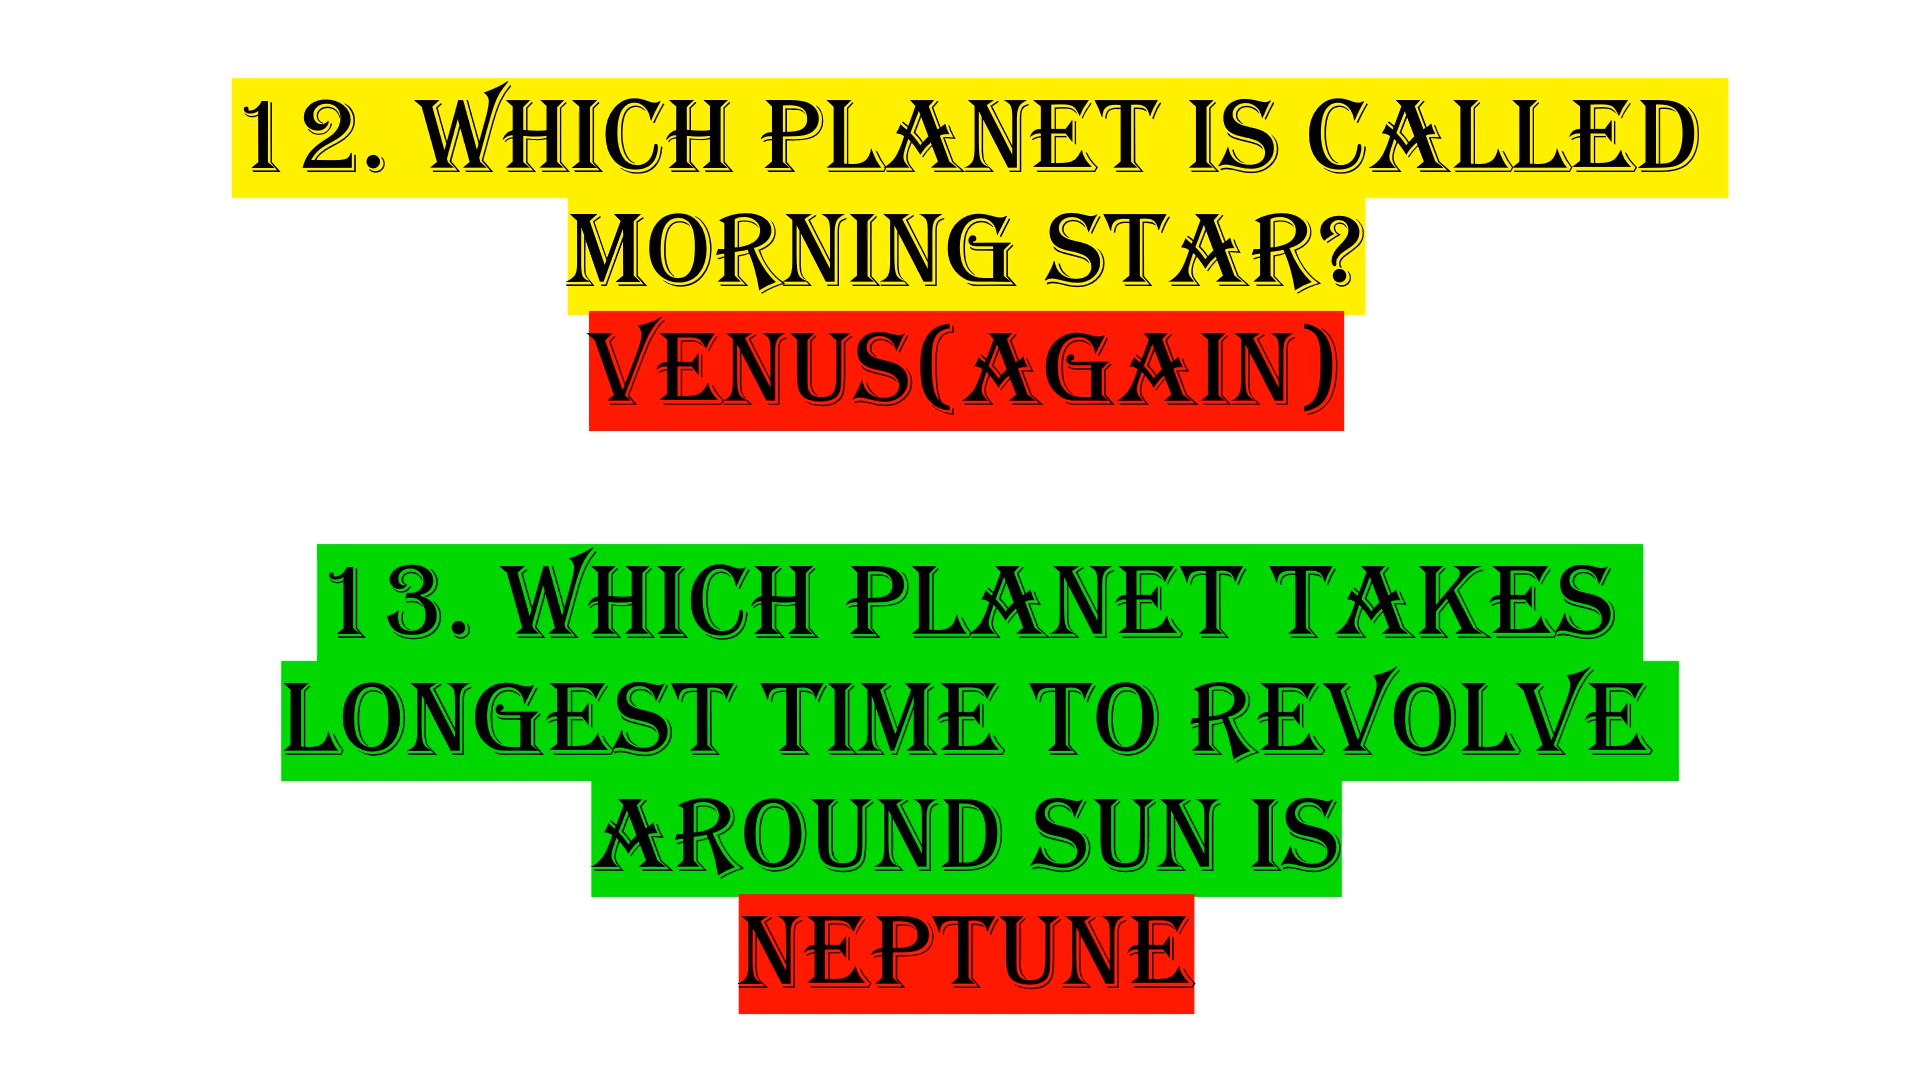 12. WHICH PLANET IS CALLED
MORNING STAR?
VENUS(AGAIN)
13. WHICH PLANET TAKES
LONGEST TIME TO REVOLVE
AROUND SUN IS
NEPTUNE